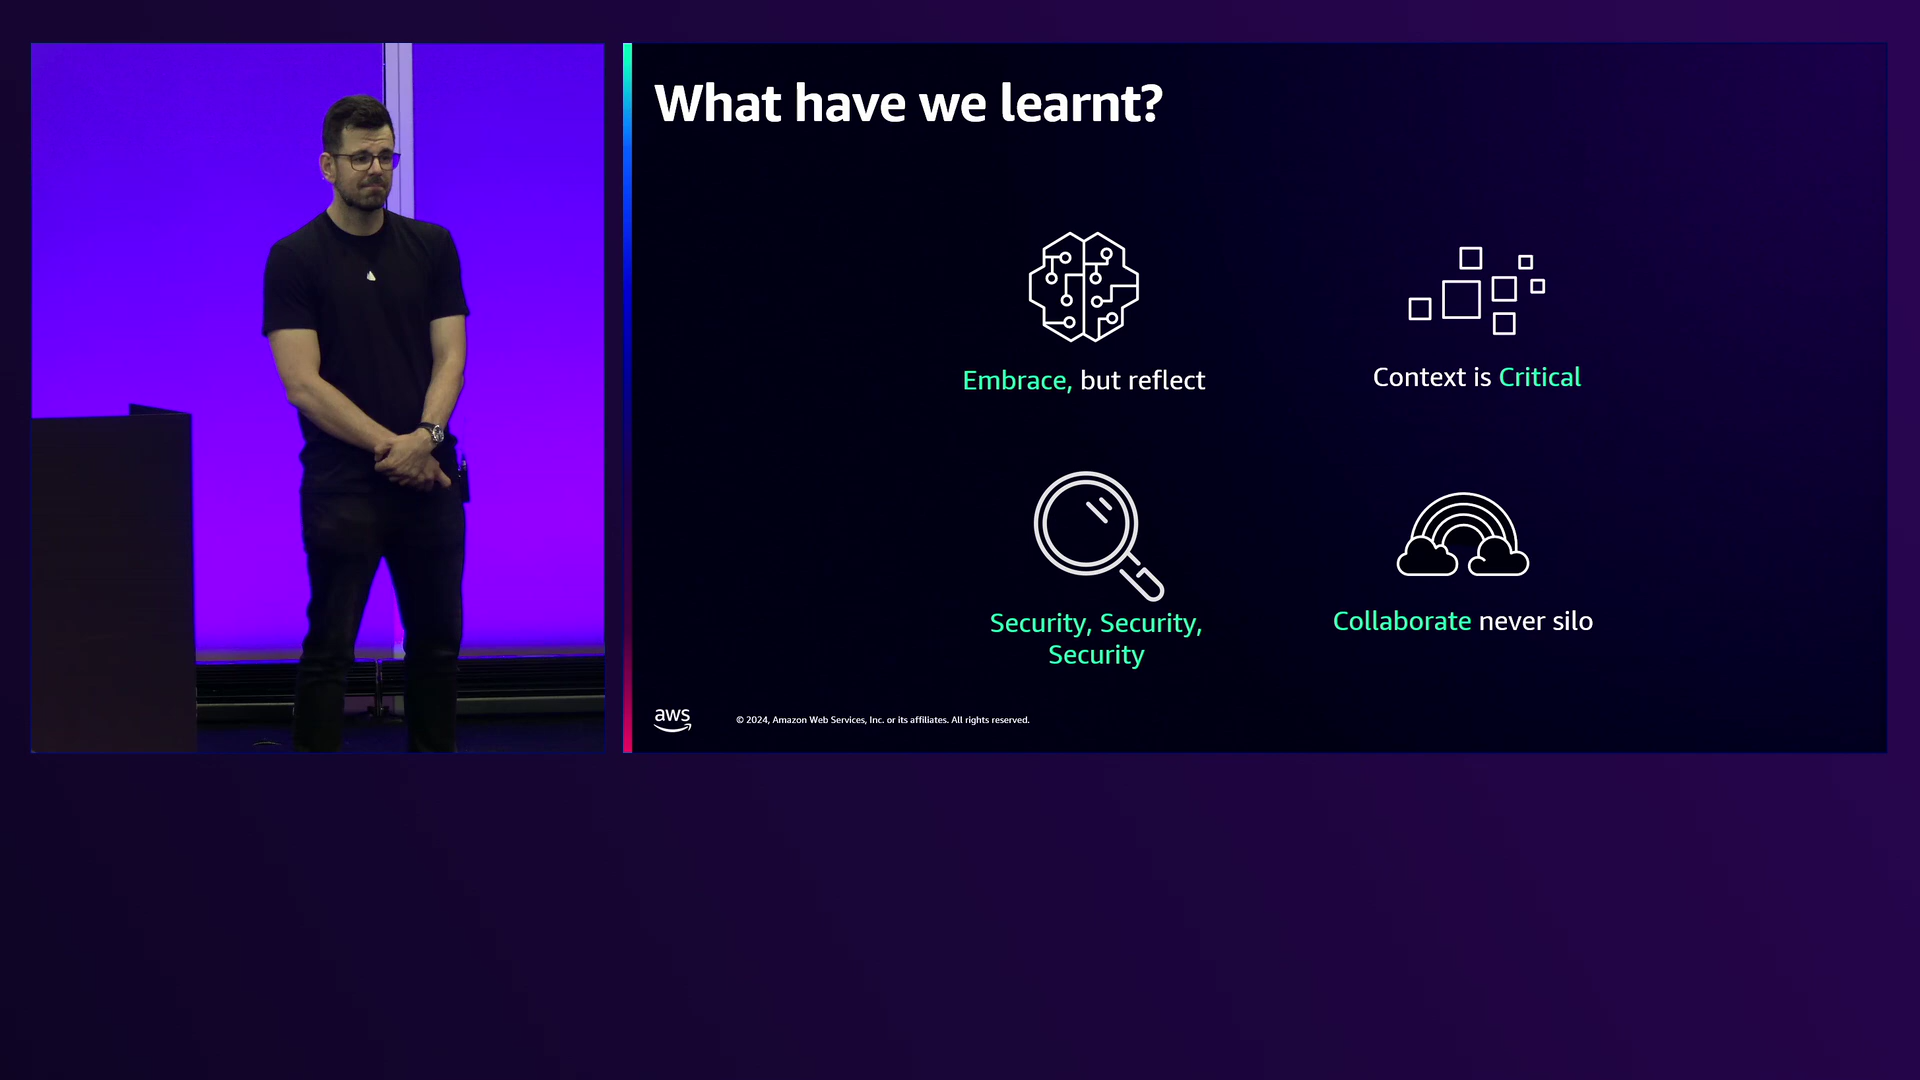 What have we learnt?
Embrace, but reflect
Context is Critical
Security, Security,
Security
Collaborate never silo
aws
© 2024, Amazon Web Services, Inc. or its affiliates. All rights reserved.